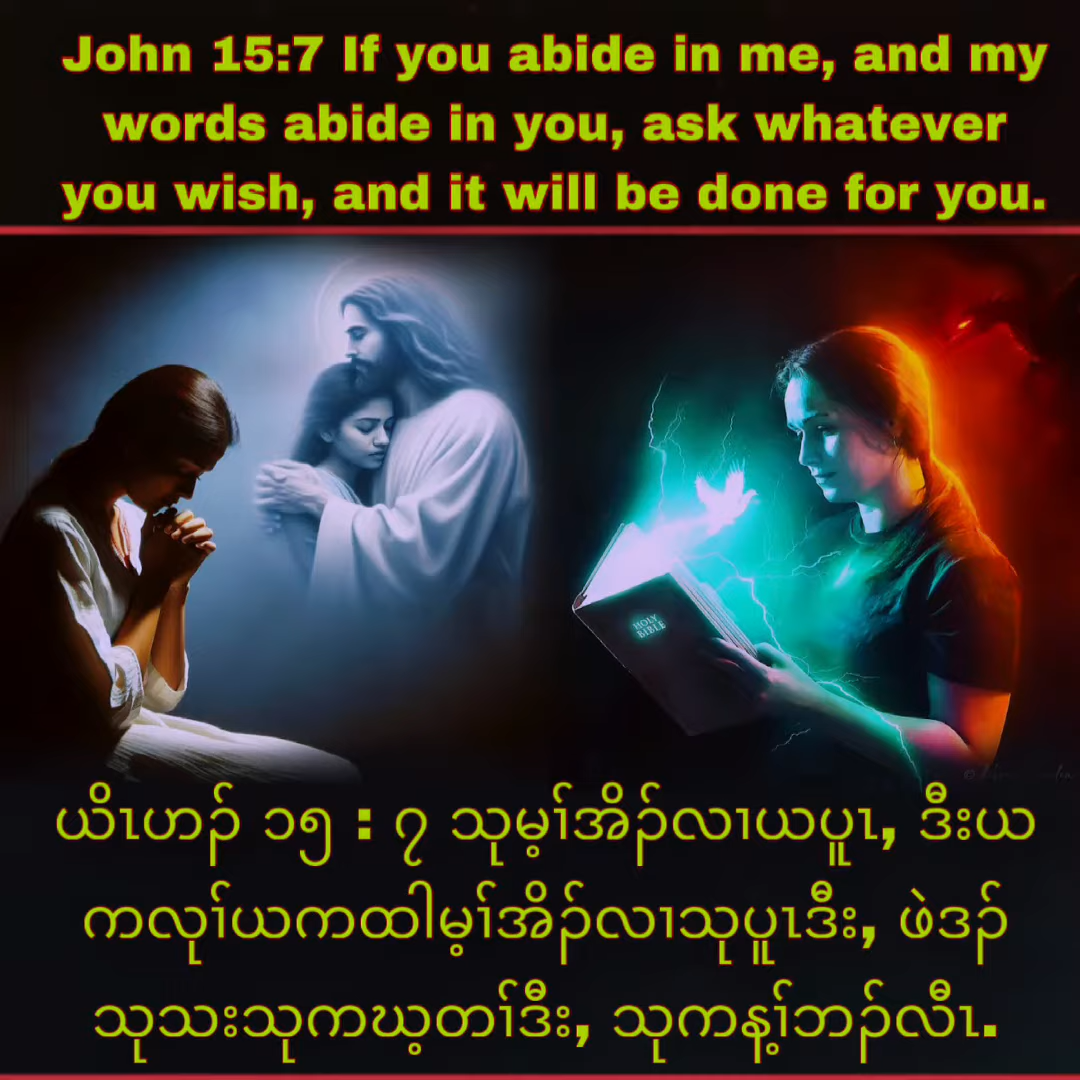 John 15:7 If you abide in me, and my
words abide in you, ask whatever
you wish, and it will be done for you.
HOLY
BIBLE
ယိၤဟၣ် ၁၅ : ၇ သုမ့ၢ်အိၣ်လၢယပူၤ, ဒီးယ
ကလုၢ်ယကထါမ့ၢ်အိၣ်လၢသုပူၤဒီး, ဖဲဒၣ်
သုသးသုကဃ့တၢ်ဒီး, သုကန့ၢ်ဘၣ်လီၤ.